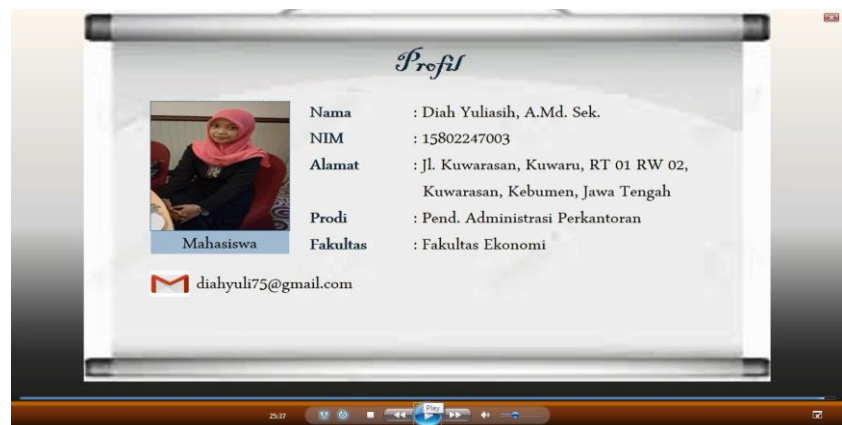 Profil
Nama : Diah Yuliasih, A.Md. Sek.
NIM : 15802247003
Alamat : Jl. Kuwarasan, Kuwaru, RT 01 RW 02,
Kuwarasan, Kebumen, Jawa Tengah
Prodi : Pend. Administrasi Perkantoran
Mahasiswa
Fakultas : Fakultas Ekonomi
diahyuli75@gmail.com
Play
25:37